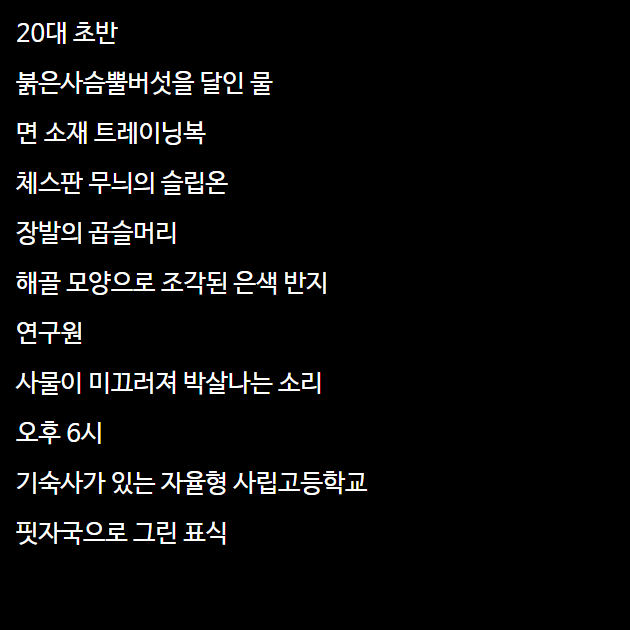 20대 초반
붉은사슴뿔버섯을 달인 물
면 소재 트레이닝복
체스판 무늬의 슬립온
장발의 곱슬머리
해골 모양으로 조각된 은색 반지
연구원
사물이 미끄러져 박살나는 소리
오후 6시
기숙사가 있는 자율형 사립고등학교
핏자국으로 그린 표식